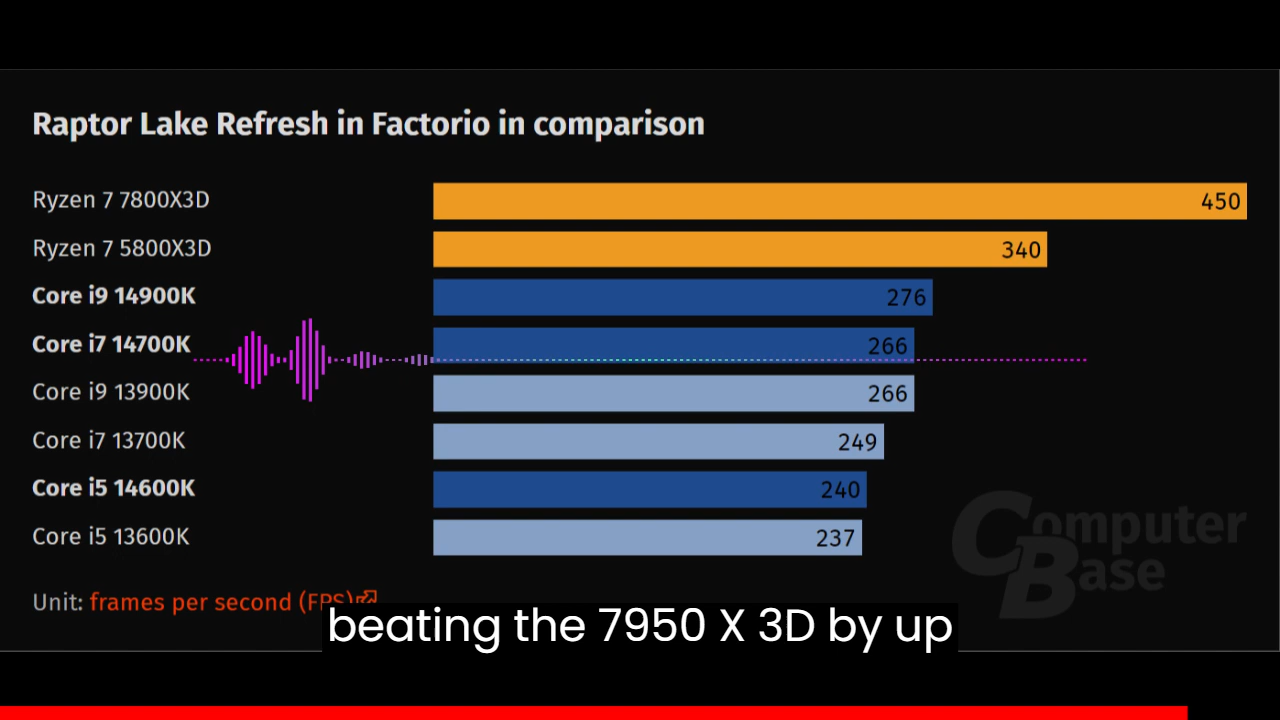 Raptor Lake Refresh in Factorio in comparison
Ryzen 7 7800X3D 450
Ryzen 7 5800X3D 340
Core i9 14900K 276
Core i7 14700K 266
Core i9 13900K 266
Core i7 13700K 249
Core i5 14600K 240
Core i5 13600K 237
ComputerBase
Unit: frames per second (FPS)
beating the 7950 X 3D by up